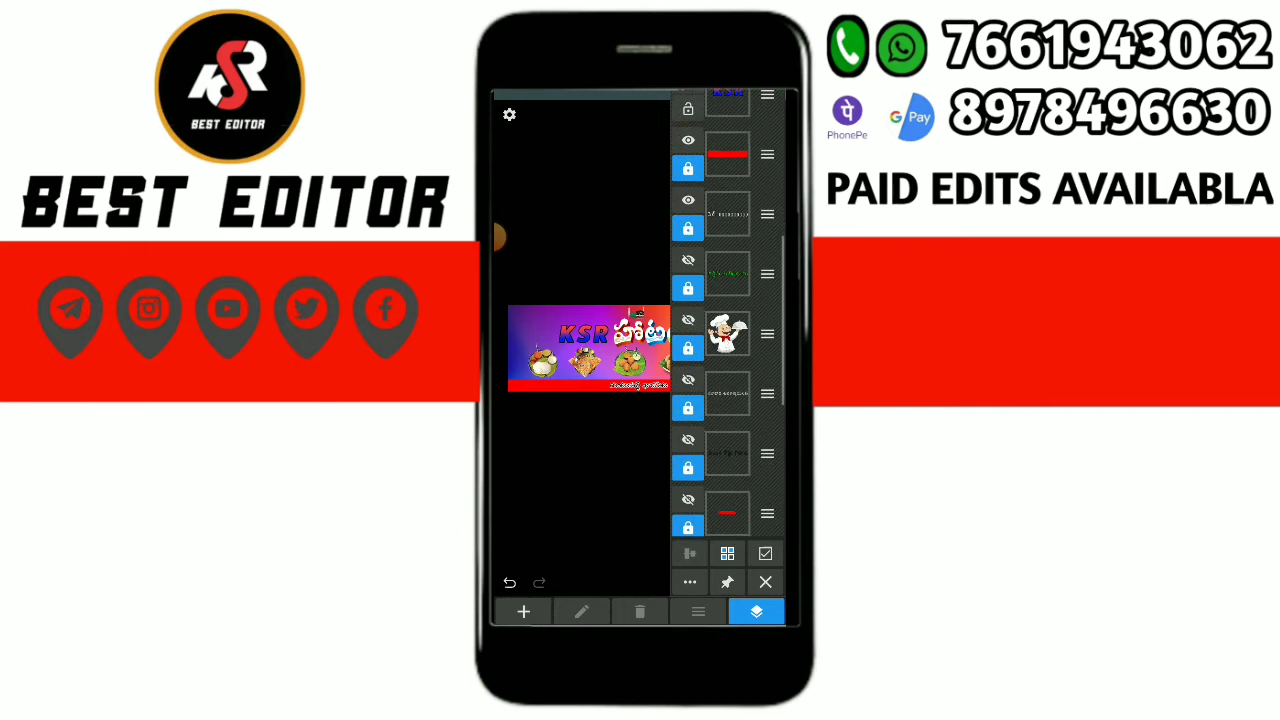 KSR
BEST EDITOR
BEST EDITOR
7661943062
PhonePe
G Pay
8978496630
PAID EDITS AVAILABLA
KSR